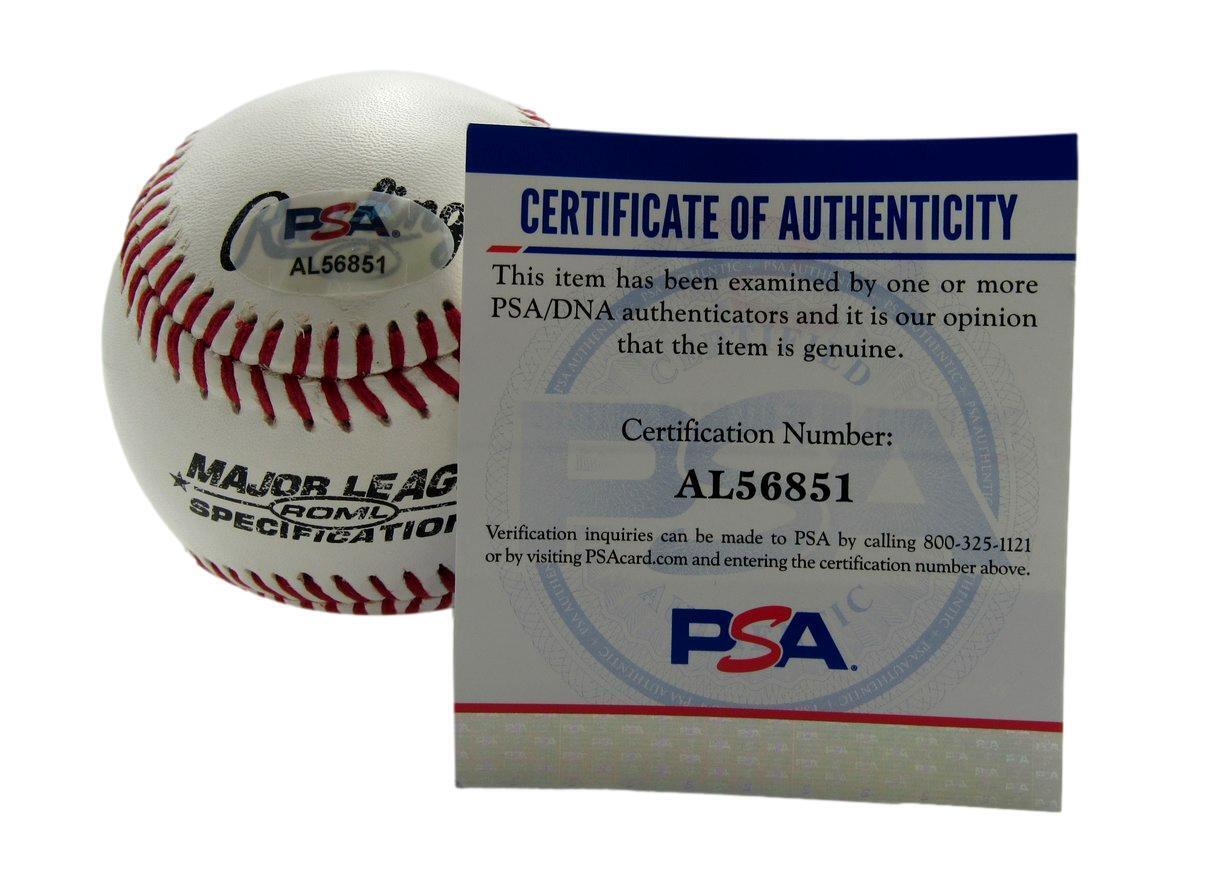 PSA
AL56851
MAJOR LEAG
ROML
SPECIFICATION
CERTIFICATE OF AUTHENTICITY
This item has been examined by one or more
PSA/DNA authenticators and it is our opinion
that the item is genuine.
Certification Number:
AL56851
Verification inquiries can be made to PSA by calling 800-325-1121
or by visiting PSAcard.com and entering the certification number above.
PSA